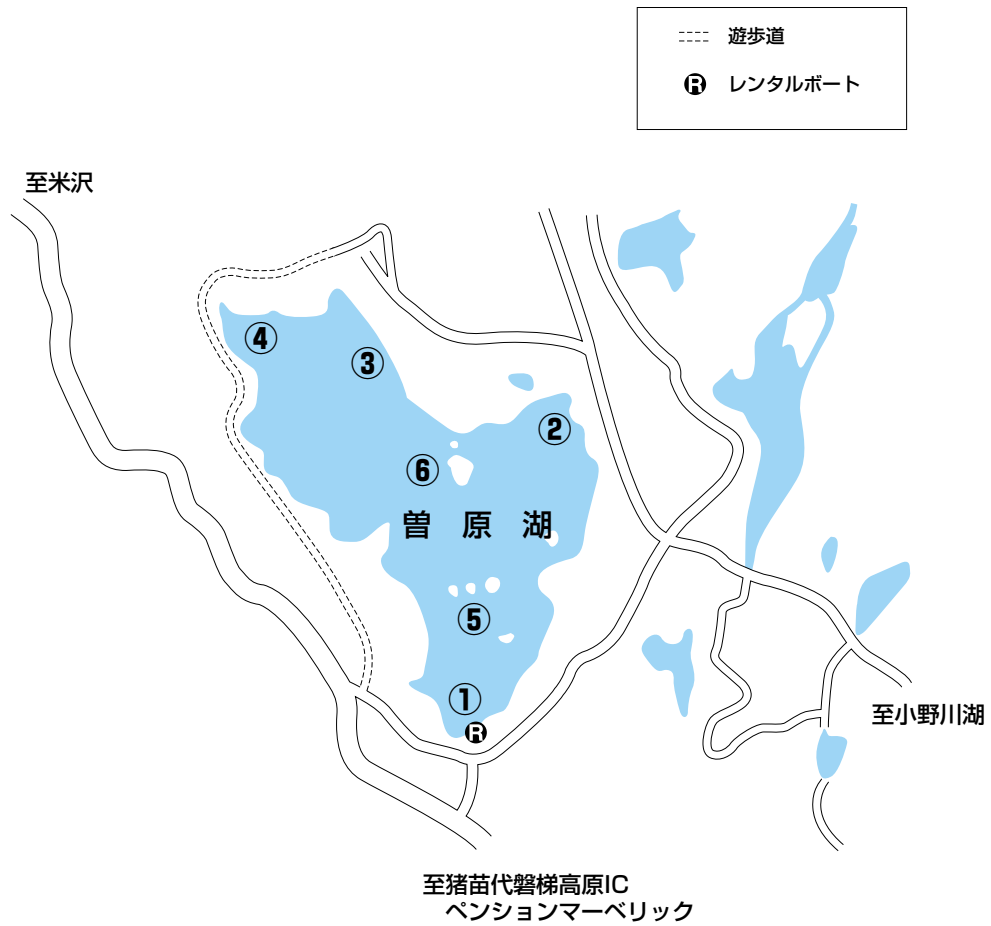 遊歩道
R レンタルボート
至米沢
④
③
②
⑥
曽原湖
⑤
①
R
至小野川湖
至猪苗代磐梯高原IC
ペンションマーベリック